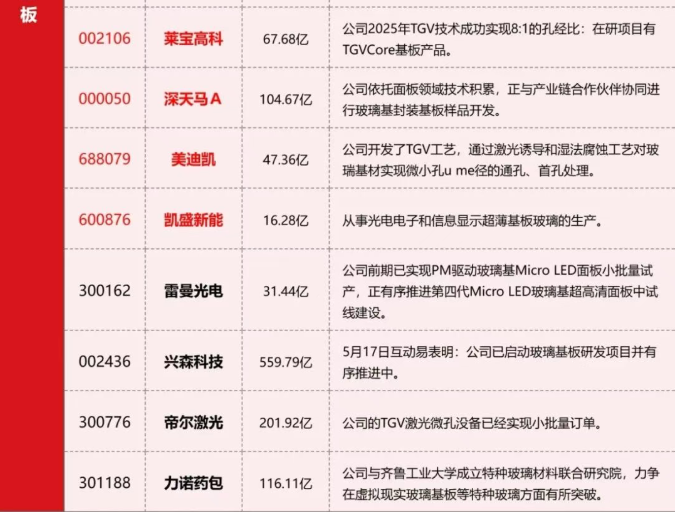 板
002106 莱宝高科 67.68亿 公司2025年TGV技术成功实现8:1的孔经比：在研项目有
TGVCore基板产品。
000050 深天马A 104.67亿 公司依托面板领域技术积累，正与产业链合作伙伴协同进
行玻璃基封装基板样品开发。
688079 美迪凯 47.36亿 公司开发了TGV工艺，通过激光诱导和湿法腐蚀工艺对玻
璃基材实现微小孔u me径的通孔、首孔处理。
600876 凯盛新能 16.28亿 从事光电电子和信息显示超薄基板玻璃的生产。
300162 雷曼光电 31.44亿 公司前期已实现PM驱动玻璃基Micro LED面板小批量试
产，正有序推进第四代Micro LED玻璃基超高清面板中试
线建设。
002436 兴森科技 559.79亿 5月17日互动易表明：公司已启动玻璃基板研发项目并有
序推进中。
300776 帝尔激光 201.92亿 公司的TGV激光微孔没备已经实现小批量订单。
301188 力诺药包 116.11亿 公司与齐鲁工业大学成立特种玻璃材料联合研究院，力争
在虚拟现实玻璃基板等特种玻璃方面有所突破。